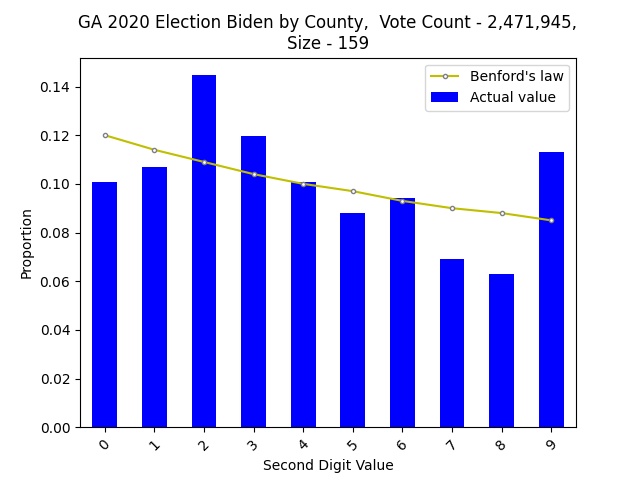 GA 2020 Election Biden by County,  Vote Count - 2,471,945,
Size - 159
Benford's law
Actual value
0.14
0.12
0.10
0.08
0.06
0.04
0.02
0.00
Proportion
0 1 2 3 4 5 6 7 8 9
Second Digit Value